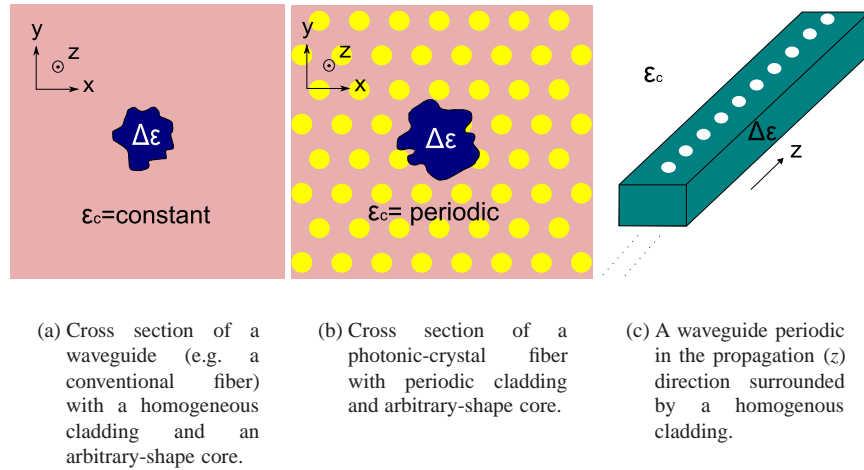 y
z
x
Δε
εc=constant
y
z
x
Δε
εc= periodic
εc
Δε
z
(a) Cross section of a
waveguide (e.g. a
conventional fiber)
with a homogeneous
cladding and an
arbitrary-shape core.
(b) Cross section of a
photonic-crystal fiber
with periodic cladding
and arbitrary-shape core.
(c) A waveguide periodic
in the propagation (z)
direction surrounded
by a homogenous
cladding.